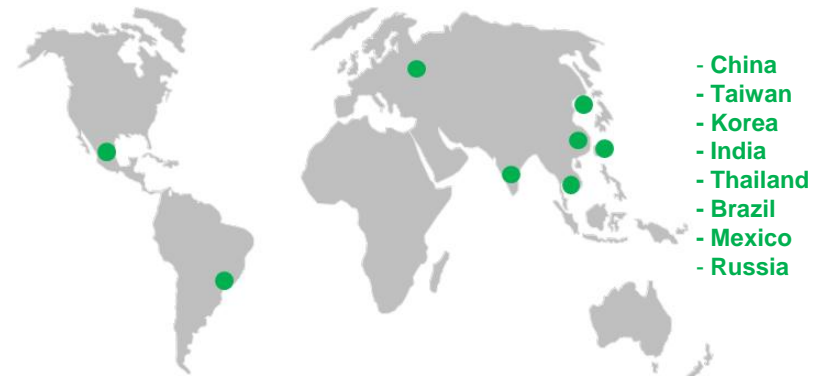 - China
- Taiwan
- Korea
- India
- Thailand
- Brazil
- Mexico
- Russia